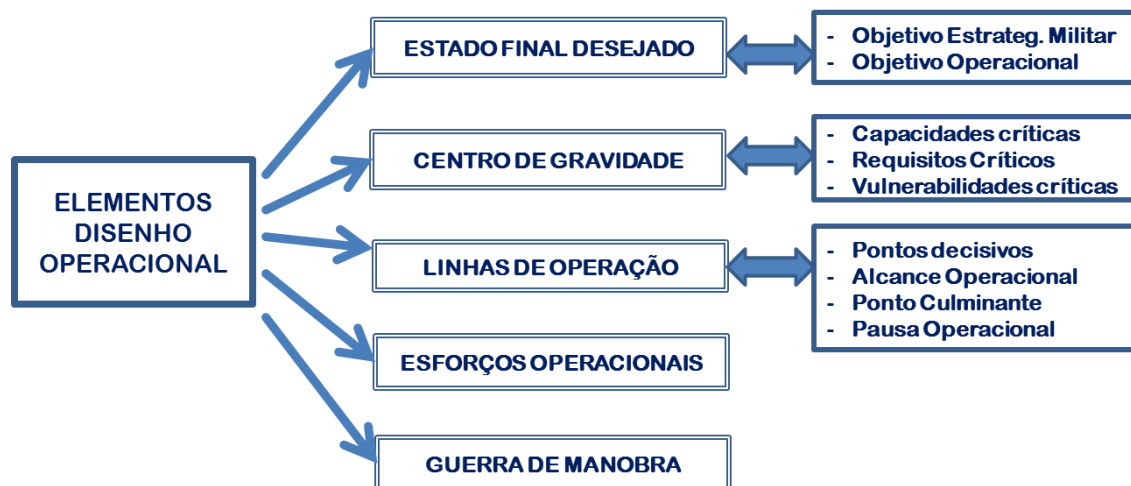 ELEMENTOS
DISENHO
OPERACIONAL
ESTADO FINAL DESEJADO
- Objetivo Estrateg. Militar
- Objetivo Operacional
CENTRO DE GRAVIDADE
- Capacidades críticas
- Requisitos Críticos
- Vulnerabilidades críticas
LINHAS DE OPERAÇÃO
- Pontos decisivos
- Alcance Operacional
- Ponto Culminante
- Pausa Operacional
ESFORÇOS OPERACIONAIS
GUERRA DE MANOBRA